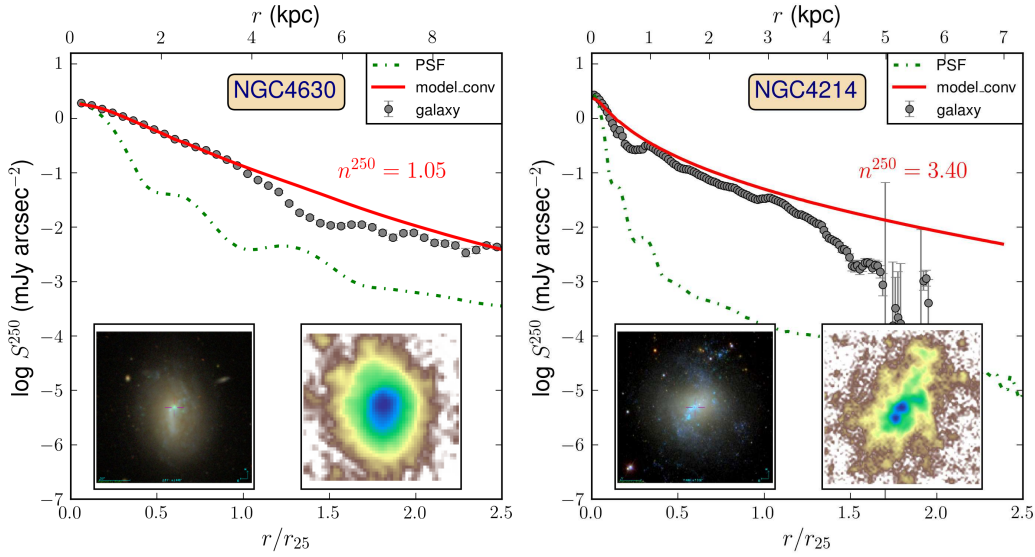 r (kpc)
0 2 4 6 8
NGC4630
PSF
model_conv
galaxy
n^250 = 1.05
log S^250 (mJy arcsec^−2)
1
0
−1
−2
−3
−4
−5
−6
−7
0.0 0.5 1.0 1.5 2.0 2.5
r/r_25
r (kpc)
0 1 2 3 4 5 6 7
NGC4214
PSF
model_conv
galaxy
n^250 = 3.40
log S^250 (mJy arcsec^−2)
1
0
−1
−2
−3
−4
−5
−6
−7
0.0 0.5 1.0 1.5 2.0 2.5
r/r_25